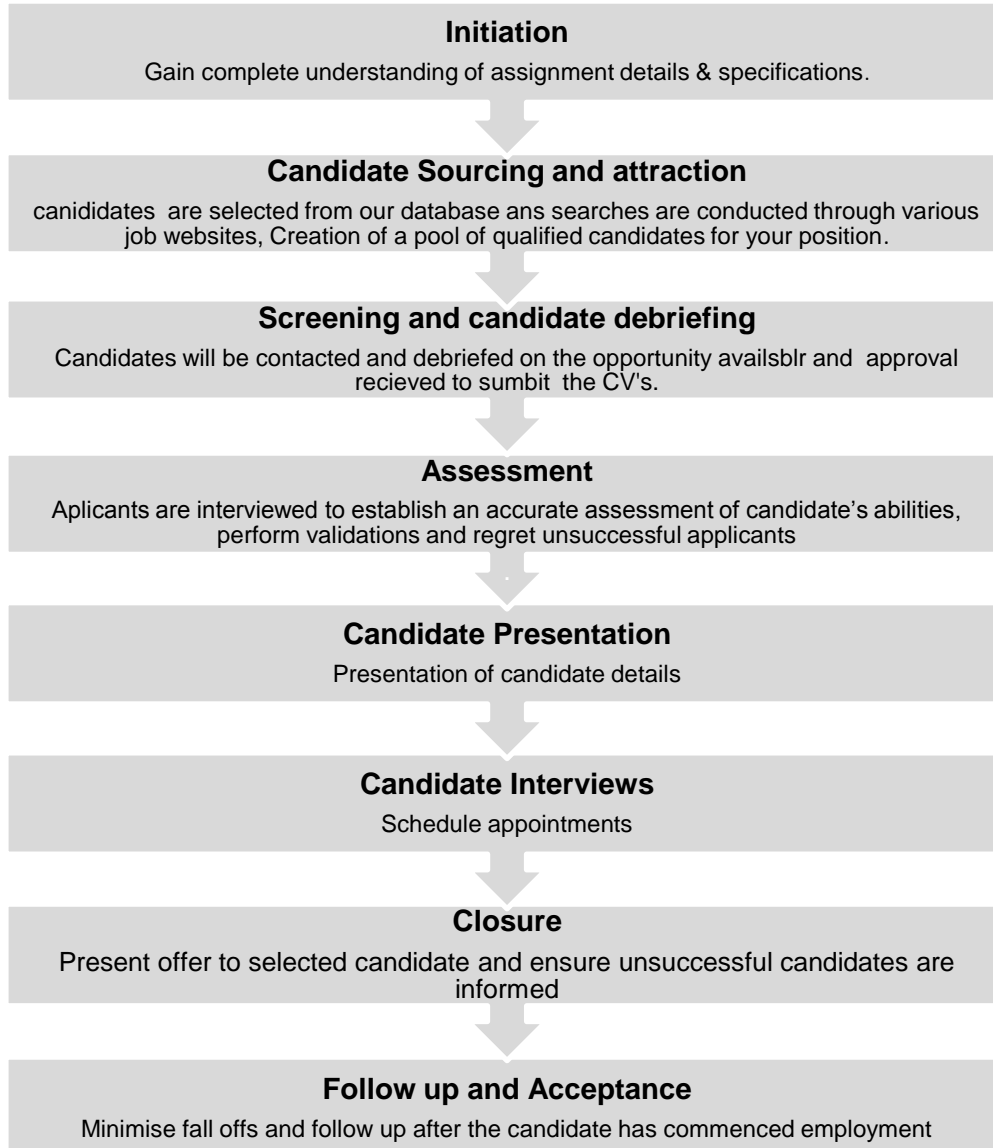 Initiation
Gain complete understanding of assignment details & specifications.
Candidate Sourcing and attraction
canididates are selected from our database ans searches are conducted through various
job websites, Creation of a pool of qualified candidates for your position.
Screening and candidate debriefing
Candidates will be contacted and debriefed on the opportunity availsblr and approval
recieved to sumbit the CV's.
Assessment
Aplicants are interviewed to establish an accurate assessment of candidate’s abilities,
perform validations and regret unsuccessful applicants
Candidate Presentation
Presentation of candidate details
Candidate Interviews
Schedule appointments
Closure
Present offer to selected candidate and ensure unsuccessful candidates are
informed
Follow up and Acceptance
Minimise fall offs and follow up after the candidate has commenced employment